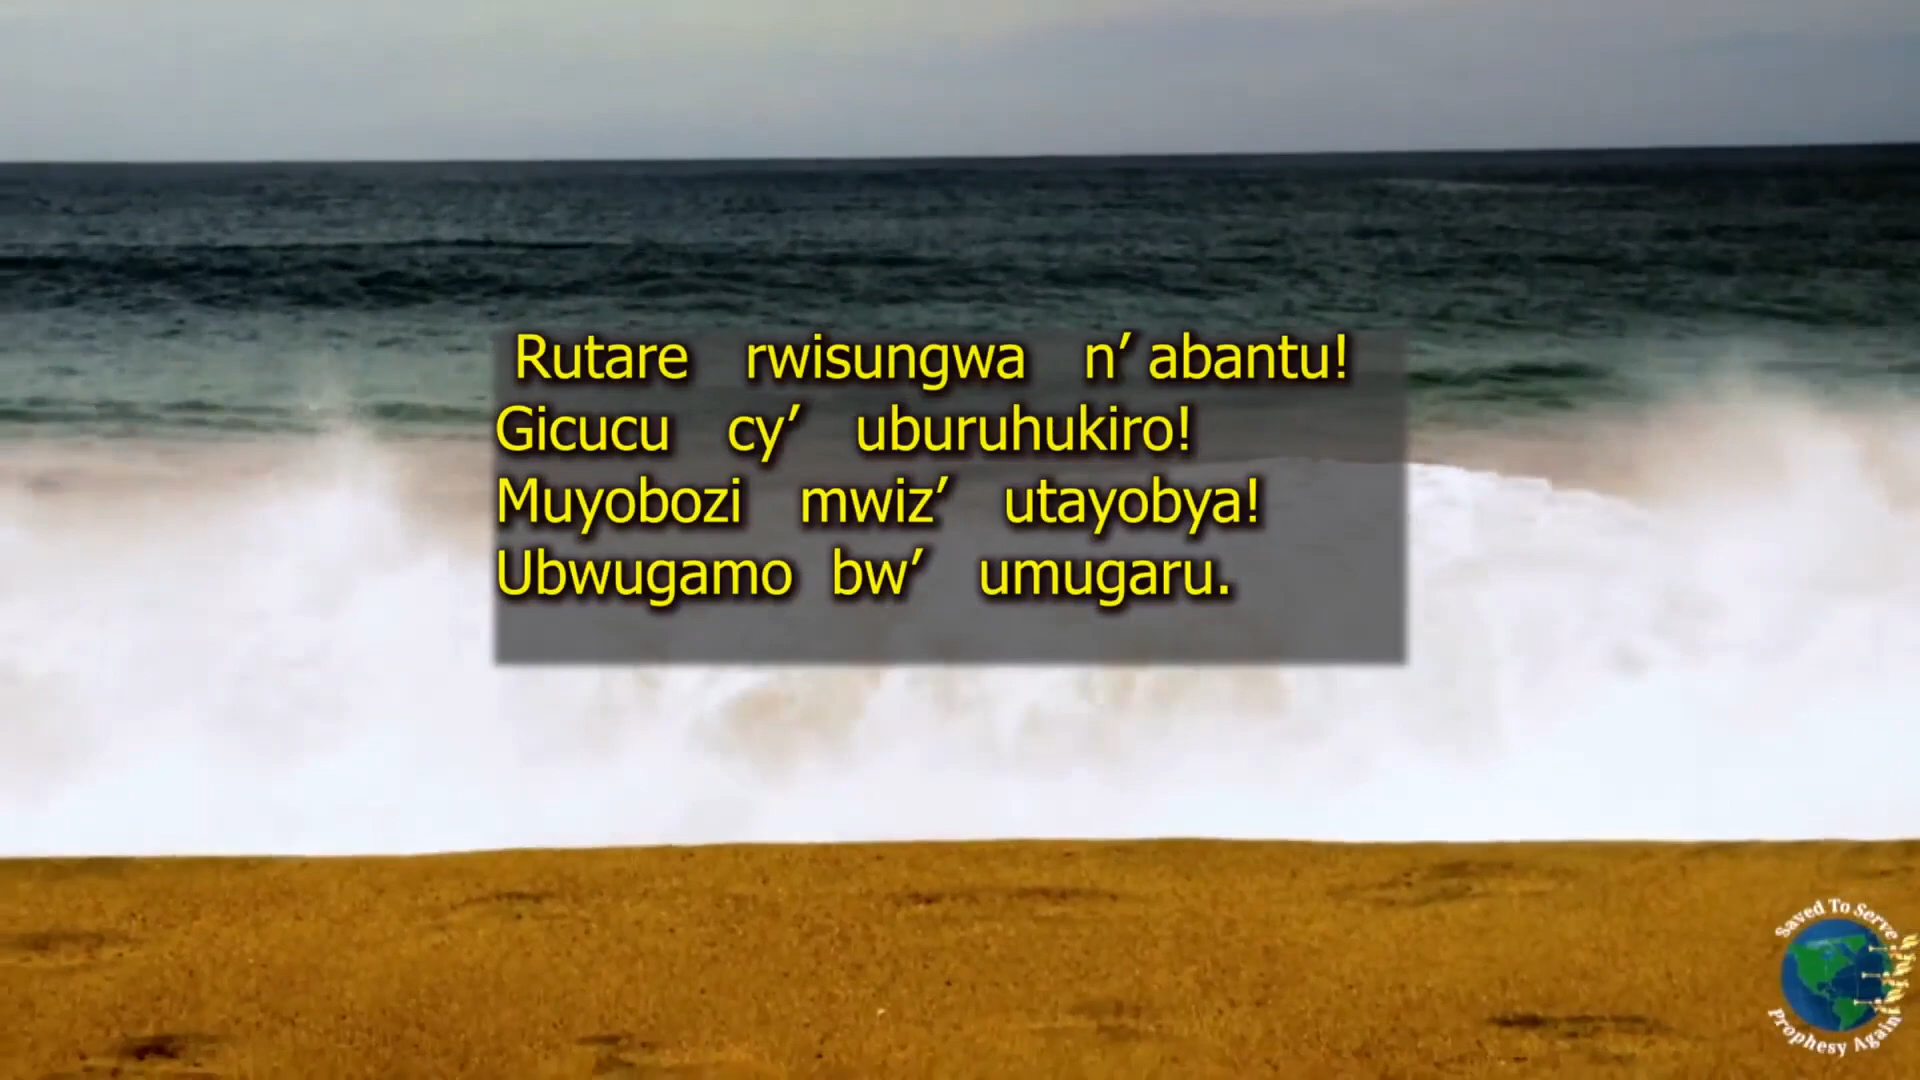 Rutare rwisungwa n’ abantu!
Gicucu cy’ uburuhukiro!
Muyobozi mwiz’ utayobya!
Ubwugamo bw’ umugaru.
Saved To Serve
Prophesy Again